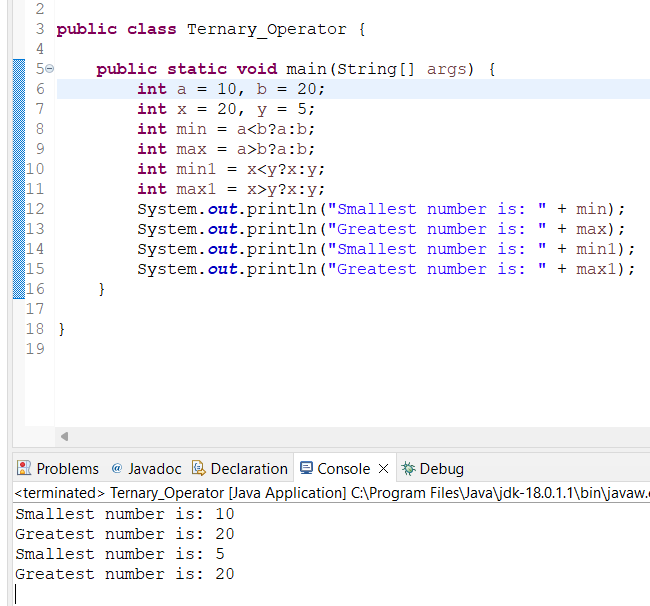 2
3 public class Ternary_Operator {
4
5 public static void main(String[] args) {
6 int a = 10, b = 20;
7 int x = 20, y = 5;
8 int min = a<b?a:b;
9 int max = a>b?a:b;
10 int min1 = x<y?x:y;
11 int max1 = x>y?x:y;
12 System.out.println("Smallest number is: " + min);
13 System.out.println("Greatest number is: " + max);
14 System.out.println("Smallest number is: " + min1);
15 System.out.println("Greatest number is: " + max1);
16 }
17
18 }
19
Problems @ Javadoc Declaration Console Debug
<terminated> Ternary_Operator [Java Application] C:\Program Files\Java\jdk-18.0.1.1\bin\javaw.
Smallest number is: 10
Greatest number is: 20
Smallest number is: 5
Greatest number is: 20